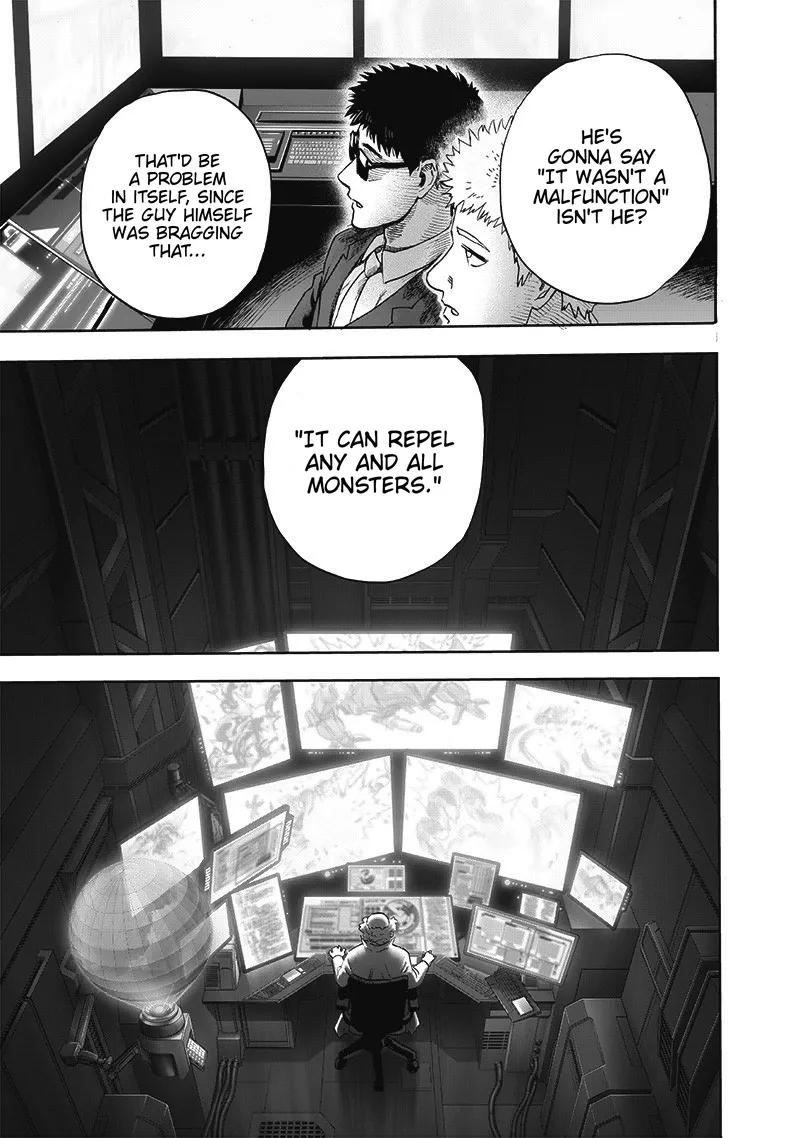 HE'S
GONNA SAY
"IT WASN'T A
MALFUNCTION"
ISN'T HE?
THAT'D BE
A PROBLEM
IN ITSELF, SINCE
THE GUY HIMSELF
WAS BRAGGING
THAT...
"IT CAN REPEL
ANY AND ALL
MONSTERS."